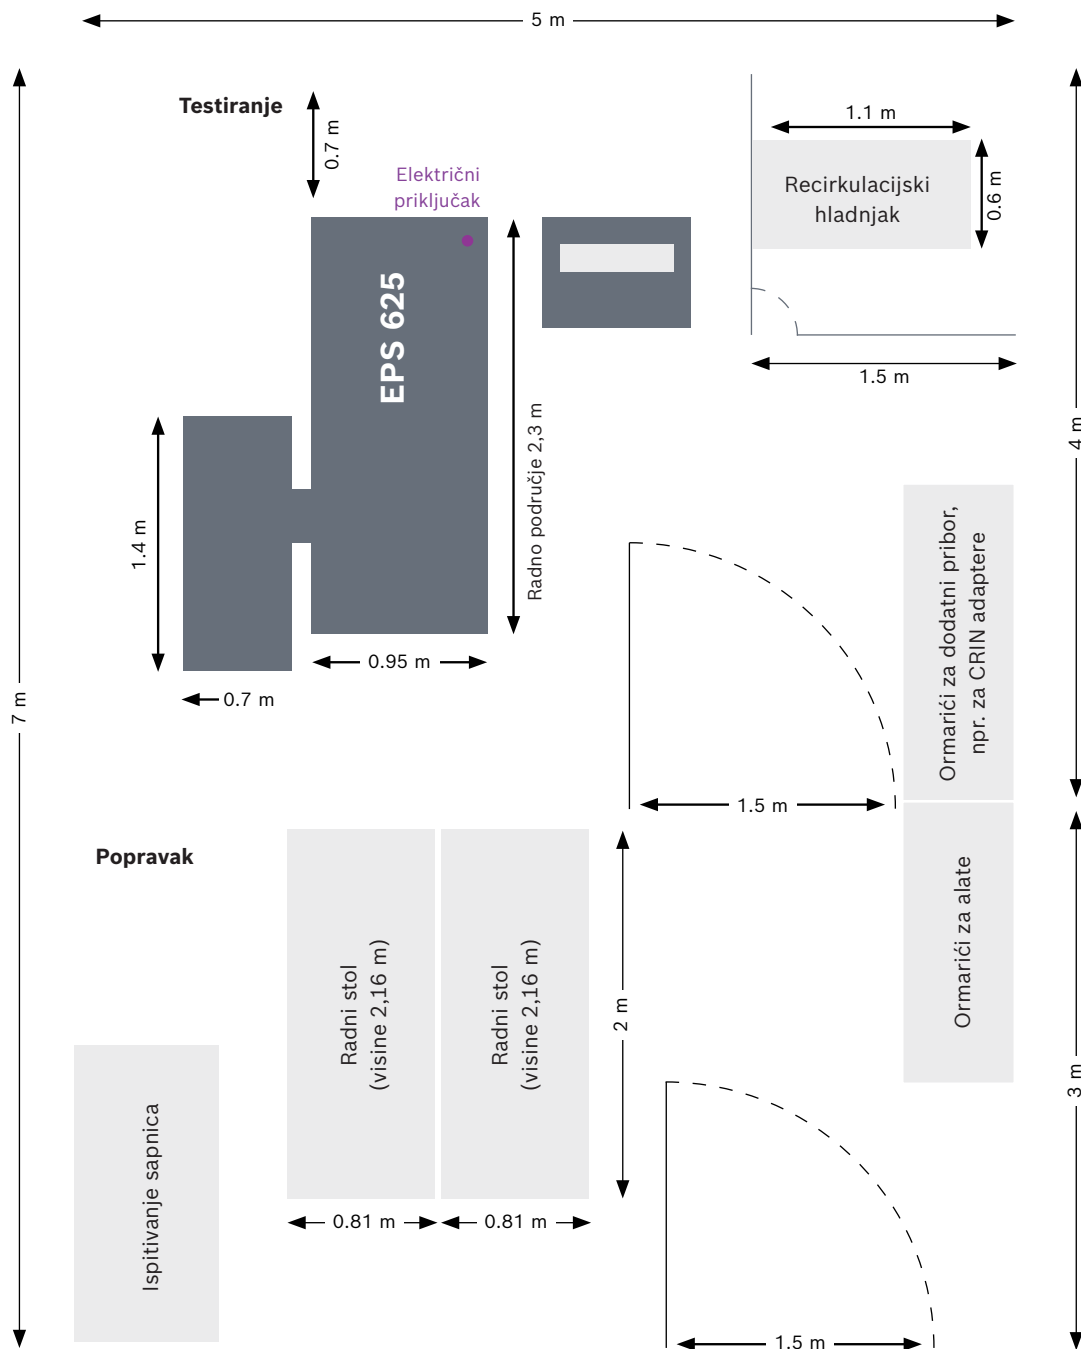 5 m
Testiranje
0.7 m
Električni
priključak
1.1 m
Recirkulacijski
hladnjak
0.6 m
EPS 625
1.5 m
Radno područje 2,3 m
4 m
1.4 m
0.95 m
0.7 m
7 m
Ormarići za dodatni pribor,
npr. za CRIN adaptere
1.5 m
Popravak
Radni stol
(visine 2,16 m)
Radni stol
(visine 2,16 m)
2 m
Ormarići za alate
3 m
Ispitivanje sapnica
0.81 m
0.81 m
1.5 m